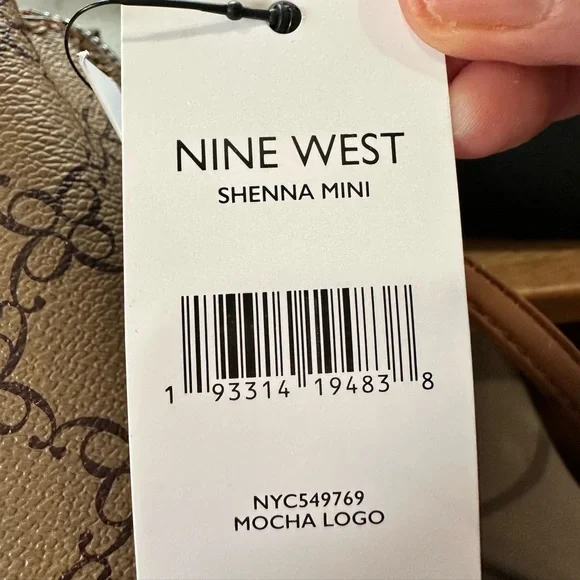 NINE WEST
SHENNA MINI
1 93314 19483 8
NYC549769
MOCHA LOGO